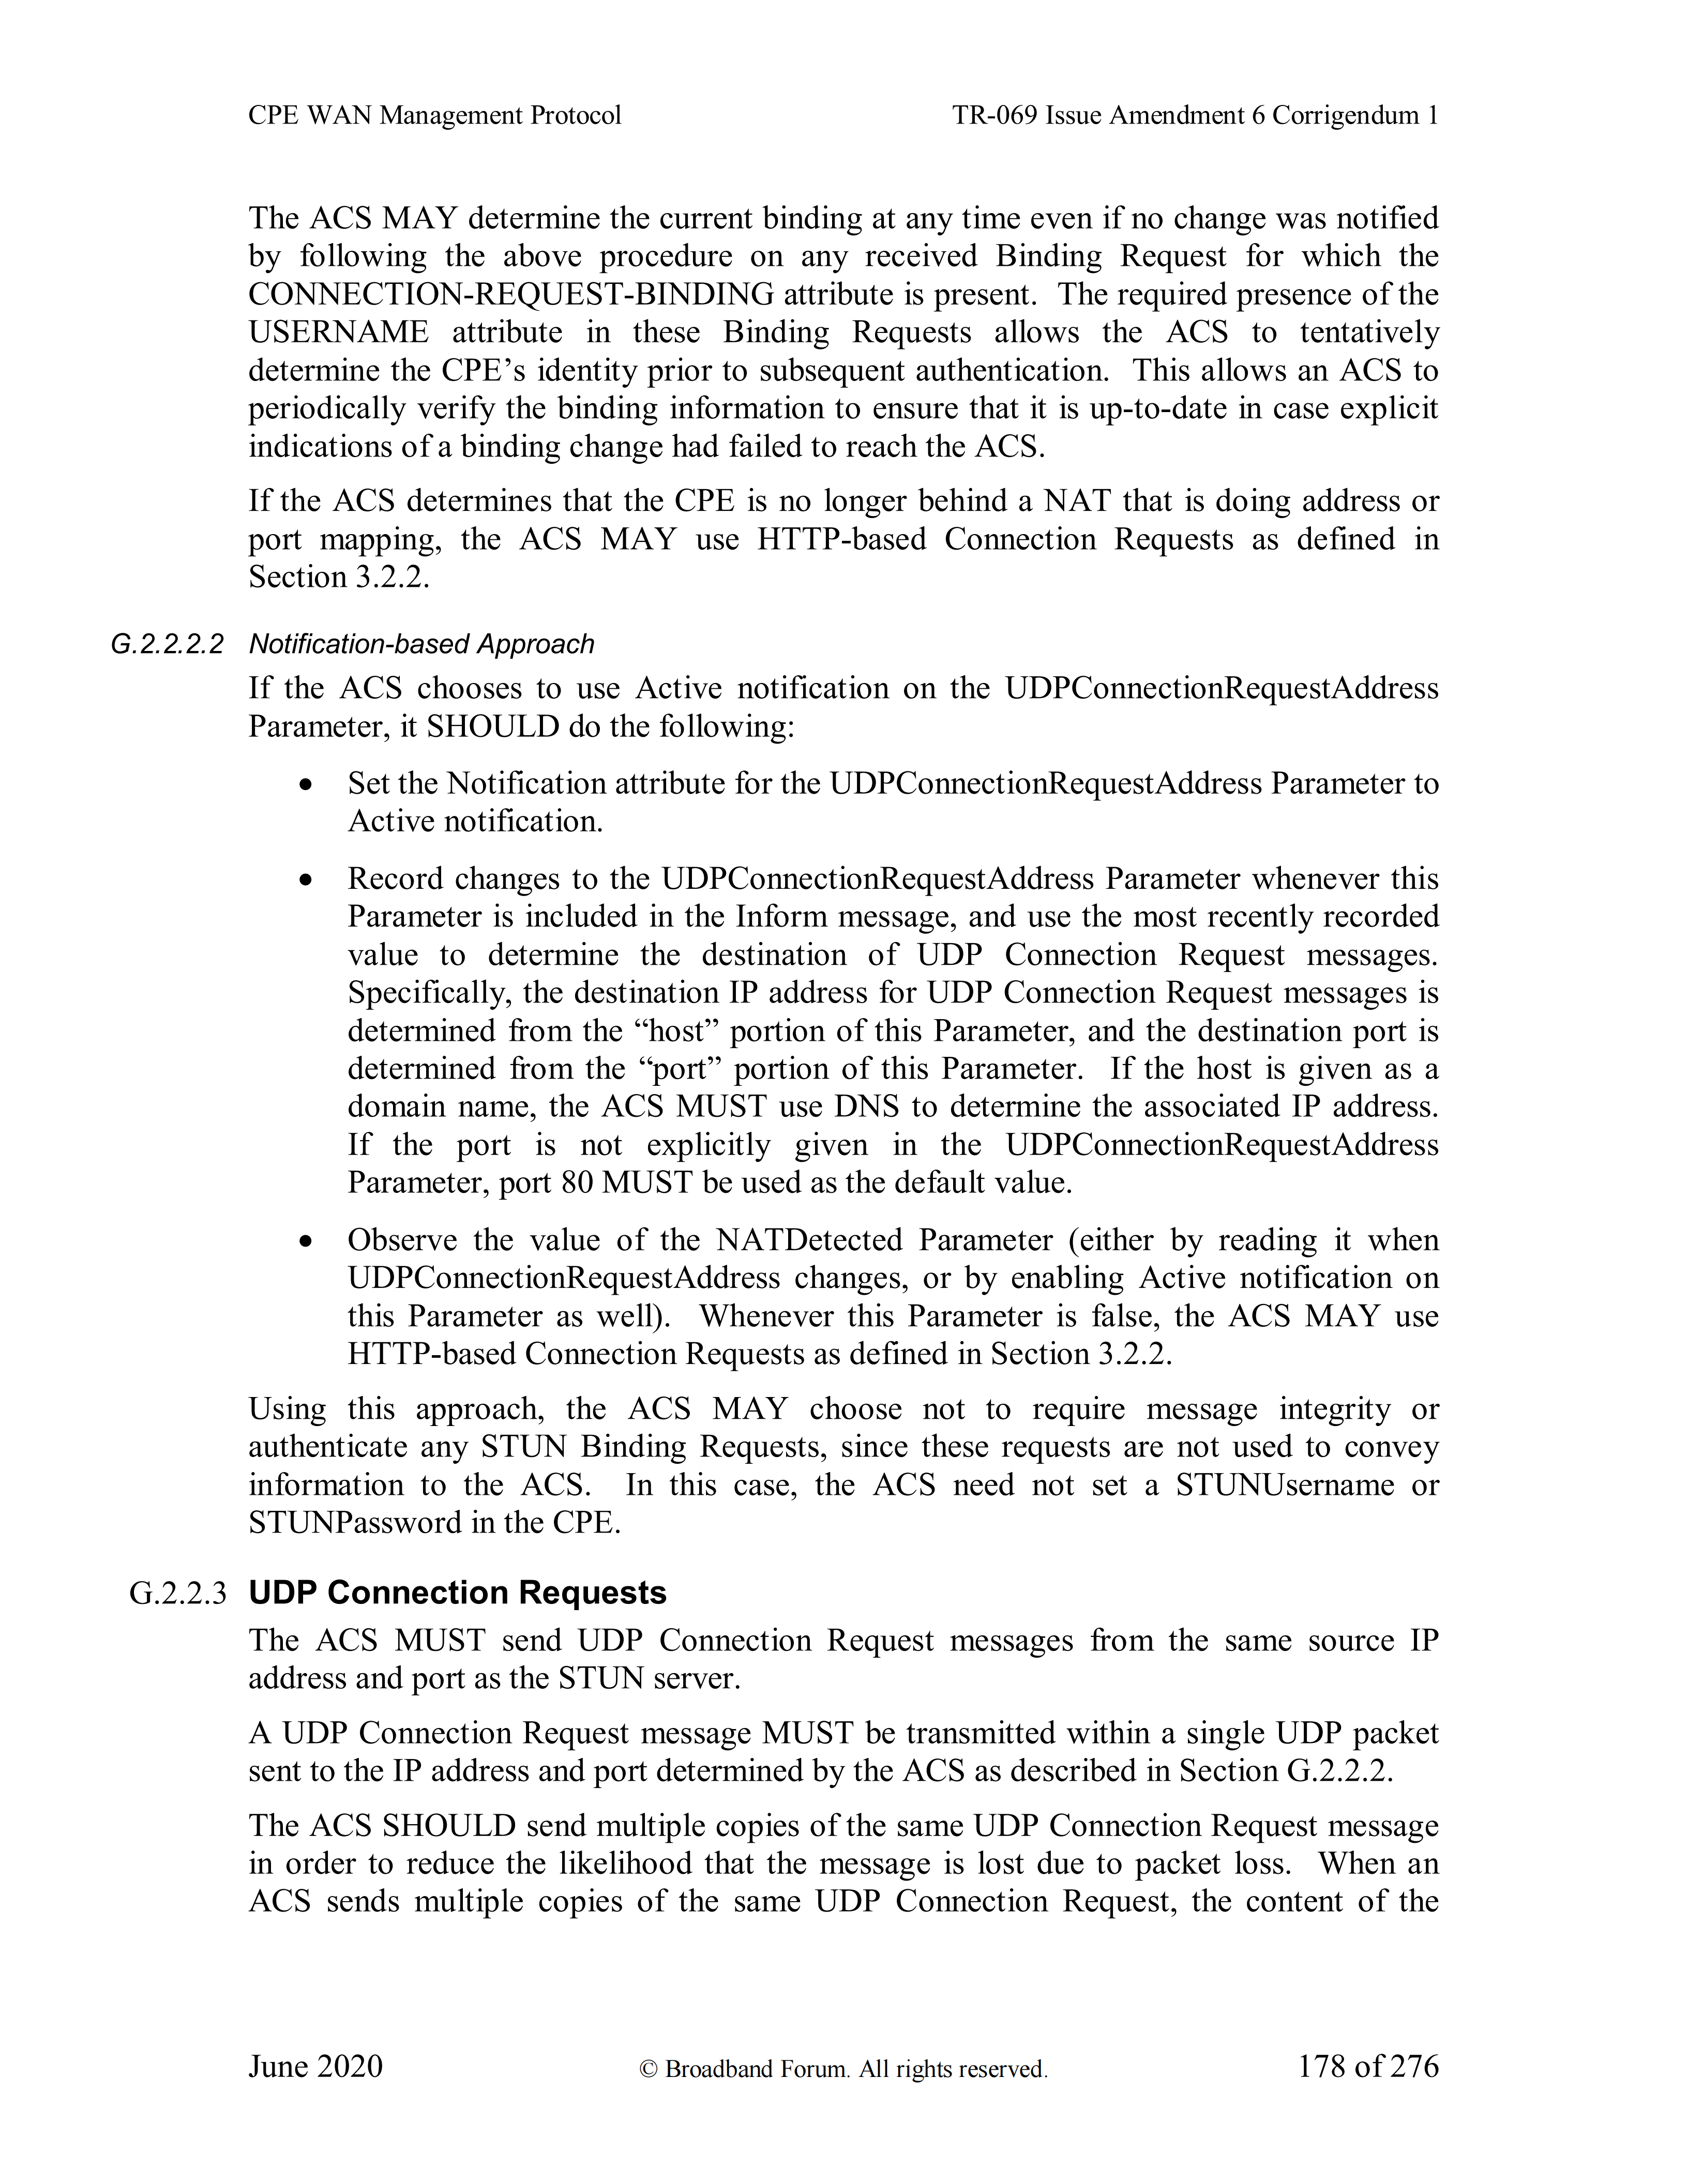 CPE WAN Management Protocol TR-069 Issue Amendment 6 Corrigendum 1
The ACS MAY determine the current binding at any time even if no change was notified
by following the above procedure on any received Binding Request for which the
CONNECTION-REQUEST-BINDING attribute is present. The required presence of the
USERNAME attribute in these Binding Requests allows the ACS to tentatively
determine the CPE’s identity prior to subsequent authentication. This allows an ACS to
periodically verify the binding information to ensure that it is up-to-date in case explicit
indications of a binding change had failed to reach the ACS.
If the ACS determines that the CPE is no longer behind a NAT that is doing address or
port mapping, the ACS MAY use HTTP-based Connection Requests as defined in
Section 3.2.2.
G.2.2.2.2 Notification-based Approach
If the ACS chooses to use Active notification on the UDPConnectionRequestAddress
Parameter, it SHOULD do the following:
• Set the Notification attribute for the UDPConnectionRequestAddress Parameter to
Active notification.
• Record changes to the UDPConnectionRequestAddress Parameter whenever this
Parameter is included in the Inform message, and use the most recently recorded
value to determine the destination of UDP Connection Request messages.
Specifically, the destination IP address for UDP Connection Request messages is
determined from the “host” portion of this Parameter, and the destination port is
determined from the “port” portion of this Parameter. If the host is given as a
domain name, the ACS MUST use DNS to determine the associated IP address.
If the port is not explicitly given in the UDPConnectionRequestAddress
Parameter, port 80 MUST be used as the default value.
• Observe the value of the NATDetected Parameter (either by reading it when
UDPConnectionRequestAddress changes, or by enabling Active notification on
this Parameter as well). Whenever this Parameter is false, the ACS MAY use
HTTP-based Connection Requests as defined in Section 3.2.2.
Using this approach, the ACS MAY choose not to require message integrity or
authenticate any STUN Binding Requests, since these requests are not used to convey
information to the ACS. In this case, the ACS need not set a STUNUsername or
STUNPassword in the CPE.
G.2.2.3 UDP Connection Requests
The ACS MUST send UDP Connection Request messages from the same source IP
address and port as the STUN server.
A UDP Connection Request message MUST be transmitted within a single UDP packet
sent to the IP address and port determined by the ACS as described in Section G.2.2.2.
The ACS SHOULD send multiple copies of the same UDP Connection Request message
in order to reduce the likelihood that the message is lost due to packet loss. When an
ACS sends multiple copies of the same UDP Connection Request, the content of the
June 2020 © Broadband Forum. All rights reserved. 178 of 276